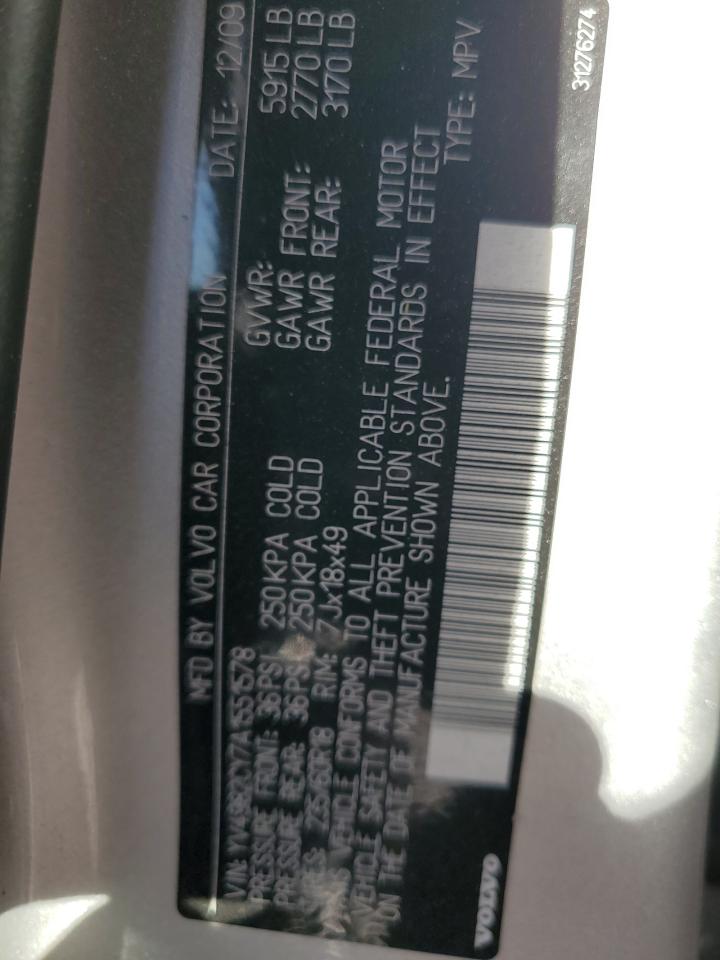 MFD BY VOLVO CAR CORPORATION DATE: 12/09
VIN: YV4982CY7A1551578
PRESSURE FRONT: 36PSI 250KPA COLD GVWR: 5915 LB
PRESSURE REAR: 36PSI 250KPA COLD GAWR FRONT: 2770 LB
RIM: 7Jx18x49 GAWR REAR: 3170 LB
VEHICLE CONFORMS TO ALL APPLICABLE FEDERAL MOTOR
VEHICLE SAFETY AND THEFT PREVENTION STANDARDS IN EFFECT
ON THE DATE OF MANUFACTURE SHOWN ABOVE. TYPE: MPV
VOLVO 31276274